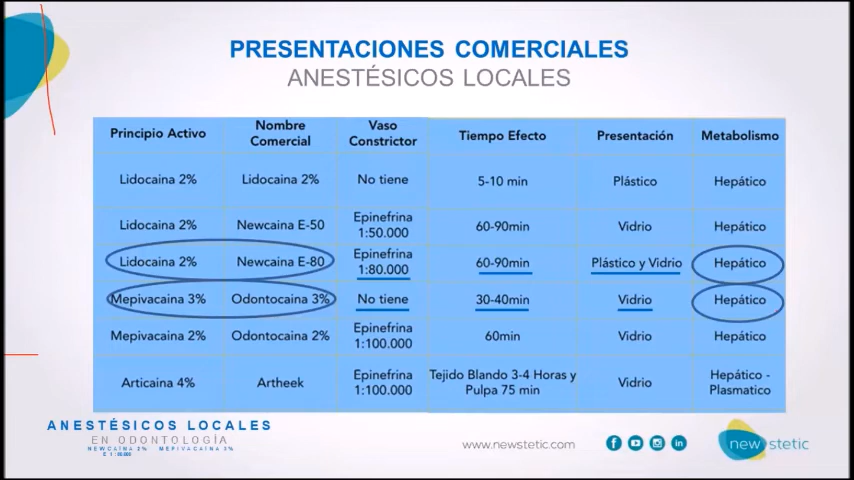 PRESENTACIONES COMERCIALES
ANESTÉSICOS LOCALES
Principio Activo Nombre Comercial Vaso Constrictor Tiempo Efecto Presentación Metabolismo
Lidocaina 2% Lidocaina 2% No tiene 5-10 min Plástico Hepático
Lidocaina 2% Newcaina E-50 Epinefrina 1:50.000 60-90min Vidrio Hepático
Lidocaina 2% Newcaina E-80 Epinefrina 1:80.000 60-90min Plástico y Vidrio Hepático
Mepivacaina 3% Odontocaina 3% No tiene 30-40min Vidrio Hepático
Mepivacaina 2% Odontocaina 2% Epinefrina 1:100.000 60min Vidrio Hepático
Articaina 4% Artheek Epinefrina 1:100.000 Tejido Blando 3-4 Horas y Pulpa 75 min Vidrio Hepático - Plasmatico
ANESTÉSICOS LOCALES
EN ODONTOLOGÍA
NEWCAÍNA 2% MEPIVACAÍNA 3%
www.newstetic.com
new stetic